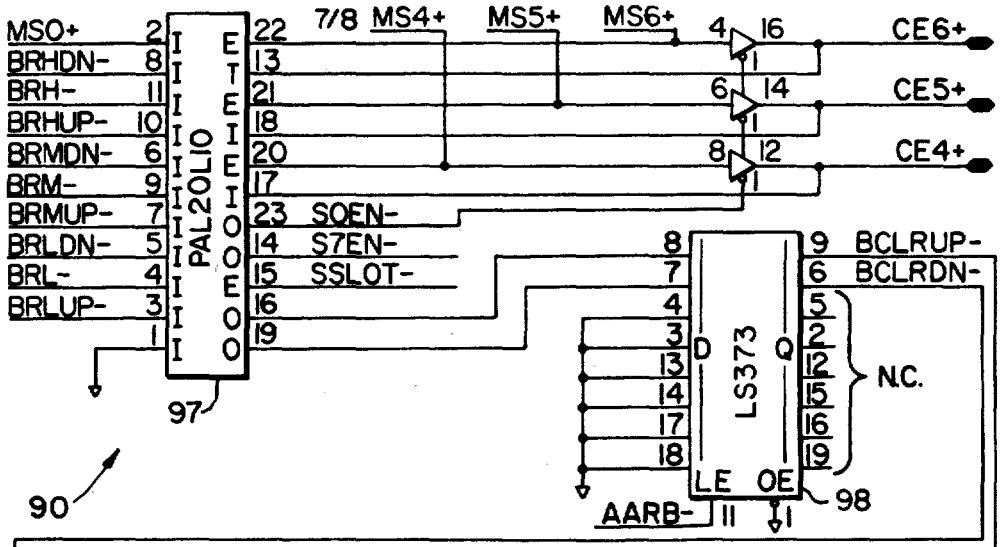 7/8 MS4+ MS5+ MS6+
MS0+ 2 I E 22 4 16 CE6+
BRHDN- 8 I T 13 1
BRH- 11 I E 21 6 14 CE5+
BRHUP- 10 I I 18 1
BRMDN- 6 I E 20 8 12 CE4+
BRM- 9 I I 17 1
BRMUP- 7 I O 23 SOEN-
BRLDN- 5 I O 14 S7EN-
BRL- 4 I E 15 SSLOT-
BRLUP- 3 I O 16
1 I O 19
PAL20L10
97
90
8 9 BCLRUP-
7 6 BCLRDN-
4 5
3 D Q 2
13 12
14 15
17 16
18 19
LS373
N.C.
LE OE
98
AARB- 11 1